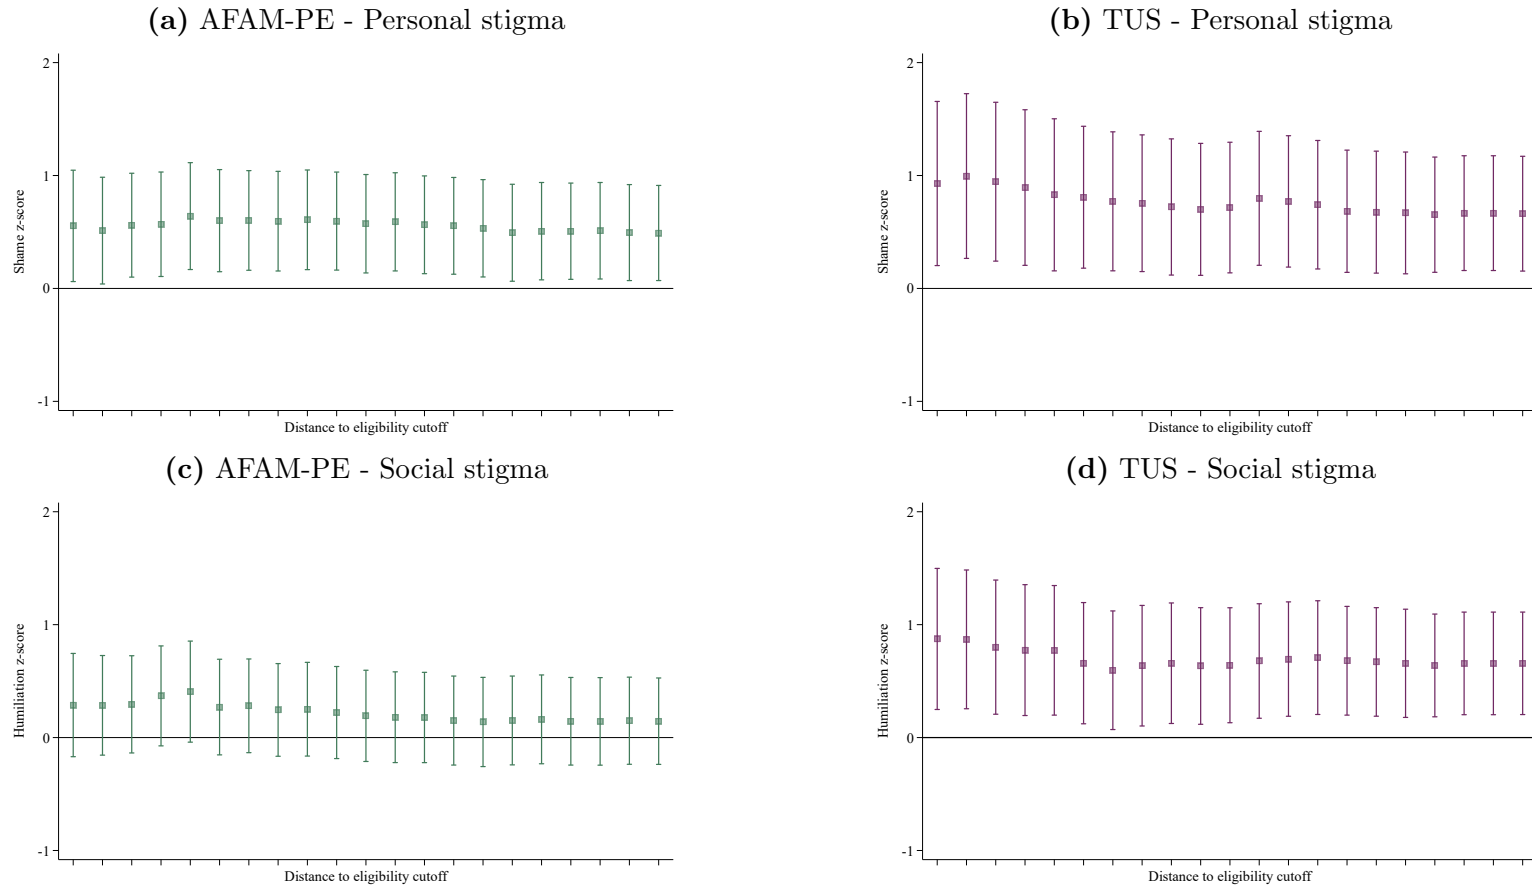 (a) AFAM-PE - Personal stigma
2
1
0
-1
Shame z-score
Distance to eligibility cutoff
(b) TUS - Personal stigma
2
1
0
-1
Shame z-score
Distance to eligibility cutoff
(c) AFAM-PE - Social stigma
2
1
0
-1
Humiliation z-score
Distance to eligibility cutoff
(d) TUS - Social stigma
2
1
0
-1
Humiliation z-score
Distance to eligibility cutoff